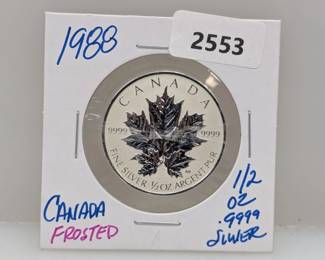 1988
2553
CANADA
9999 9999
FINE SILVER ½ OZ ARGENT PUR
CANADA
FROSTED
1/2
OZ
.9999
SILVER